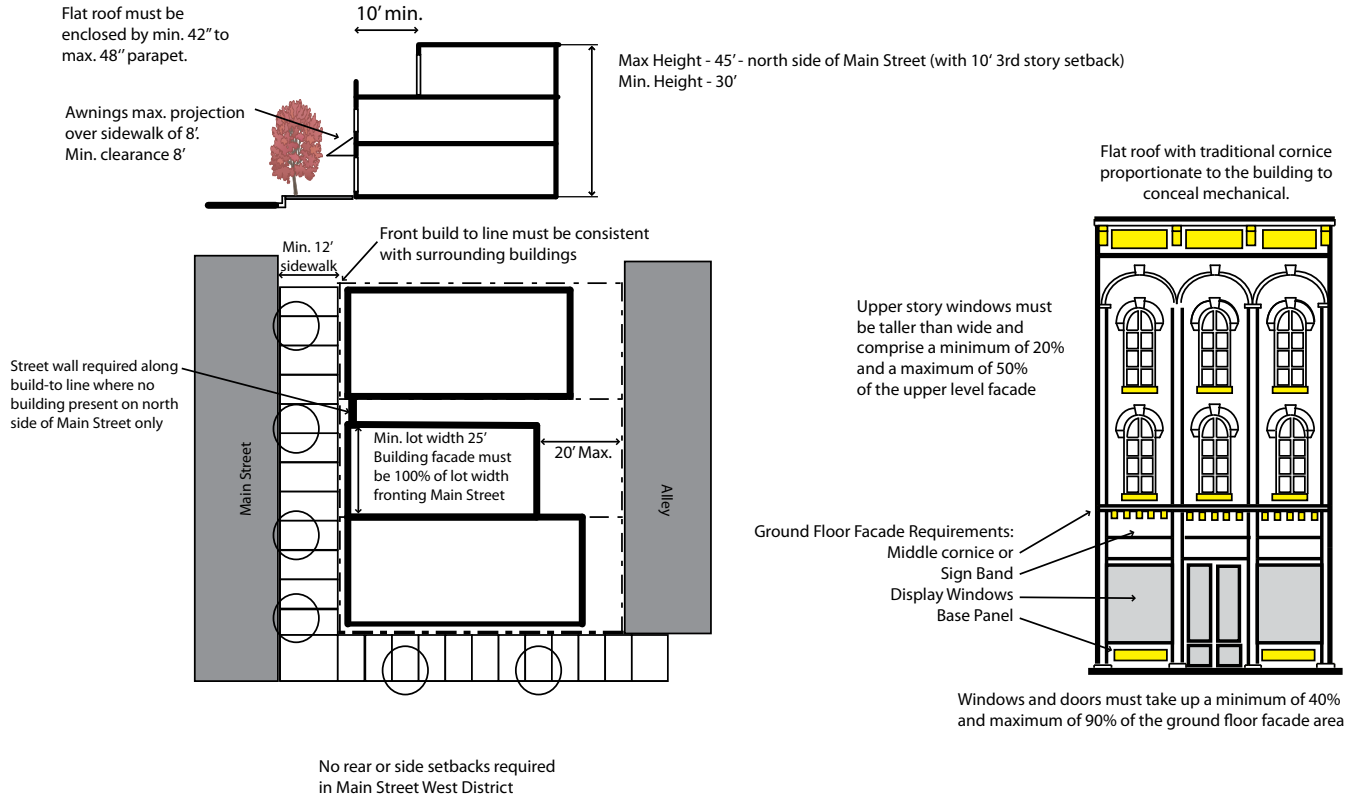 Flat roof must be
enclosed by min. 42” to
max. 48” parapet.
10’ min.
Max Height - 45’ - north side of Main Street (with 10’ 3rd story setback)
Min. Height - 30’
Awnings max. projection
over sidewalk of 8’.
Min. clearance 8’
Flat roof with traditional cornice
proportionate to the building to
conceal mechanical.
Min. 12’
sidewalk
Front build to line must be consistent
with surrounding buildings
Upper story windows must
be taller than wide and
comprise a minimum of 20%
and a maximum of 50%
of the upper level facade
Street wall required along
build-to line where no
building present on north
side of Main Street only
Main Street
Min. lot width 25’
Building facade must
be 100% of lot width
fronting Main Street
20’ Max.
Alley
Ground Floor Facade Requirements:
Middle cornice or
Sign Band
Display Windows
Base Panel
Windows and doors must take up a minimum of 40%
and maximum of 90% of the ground floor facade area
No rear or side setbacks required
in Main Street West District